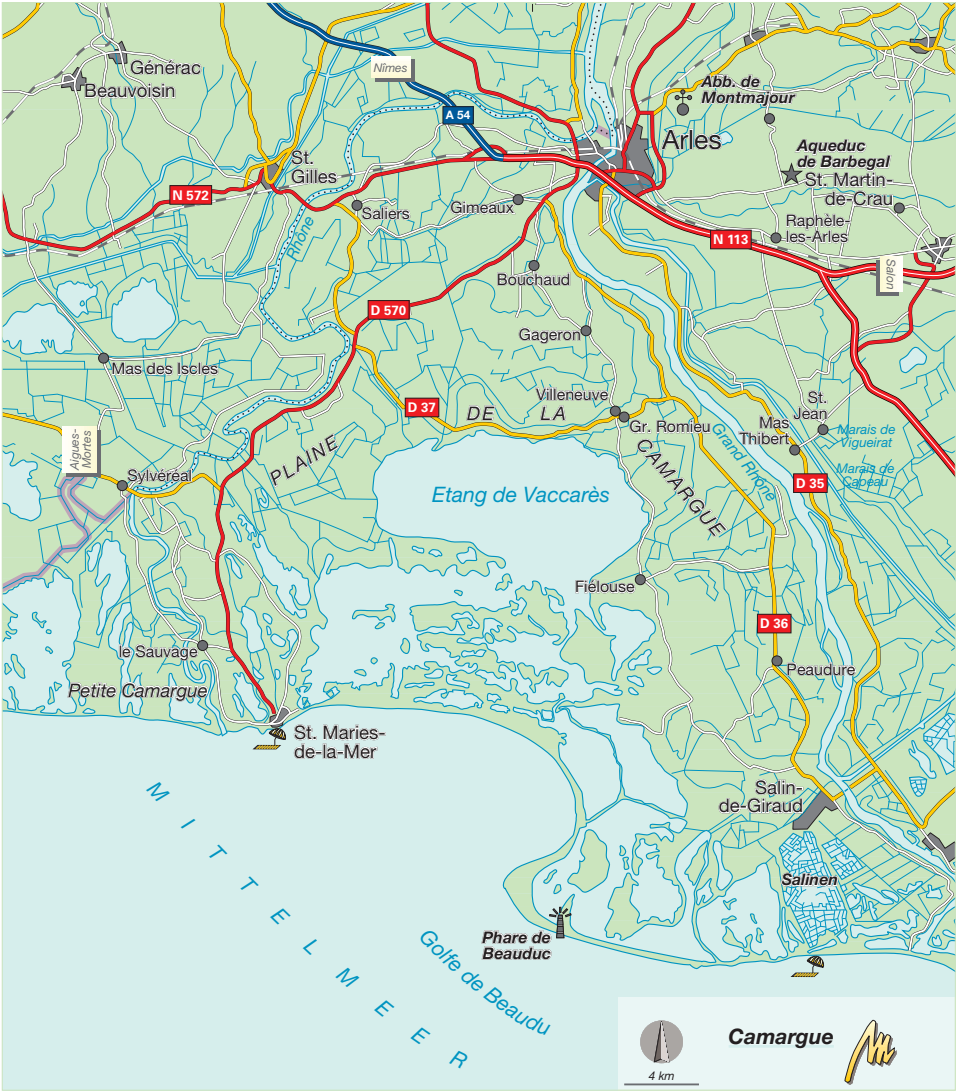 Générac
Beauvoisin
Nîmes
A 54
Abb. de
Montmajour
Arles
Aqueduc
de Barbegal
St. Martin-
de-Crau
St.
Gilles
N 572
Saliers
Gimeaux
Raphèle-
les-Arles
N 113
Salon
Rhône
Bouchaud
D 570
Gageron
Mas des Iscles
Villeneuve
D 37
DE LA
Gr. Romieu
St.
Jean
Mas
Thibert
Marais de
Vigueirat
Marais de
Capeau
Aigues-
Mortes
Sylvéréal
PLAINE
CAMARGUE
Grand Rhône
D 35
Etang de Vaccarès
Fiélouse
D 36
le Sauvage
Peaudure
Petite Camargue
St. Maries-
de-la-Mer
Salin-
de-Giraud
MITTELMEER
Salinen
Phare de
Beauduc
Golfe de Beaudu
Camargue
4 km